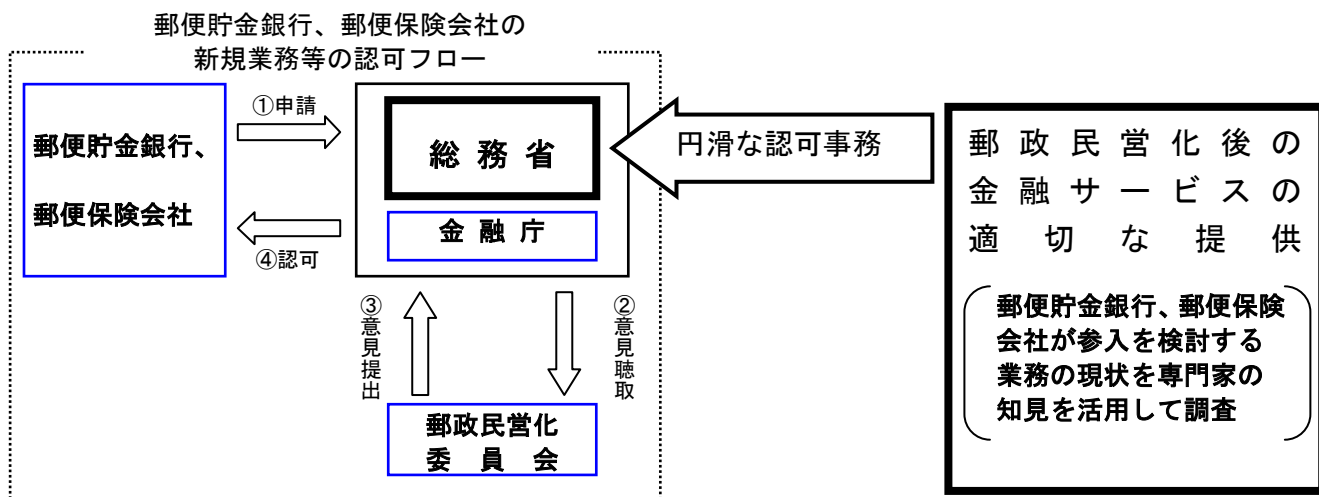 郵便貯金銀行、郵便保険会社の
新規業務等の認可フロー
①申請
郵便貯金銀行、
郵便保険会社
総務省
金融庁
④認可
③意見提出
②意見聴取
郵政民営化
委員会
円滑な認可事務
郵政民営化後の
金融サービスの
適切な提供
郵便貯金銀行、郵便保険
会社が参入を検討する
業務の現状を専門家の
知見を活用して調査